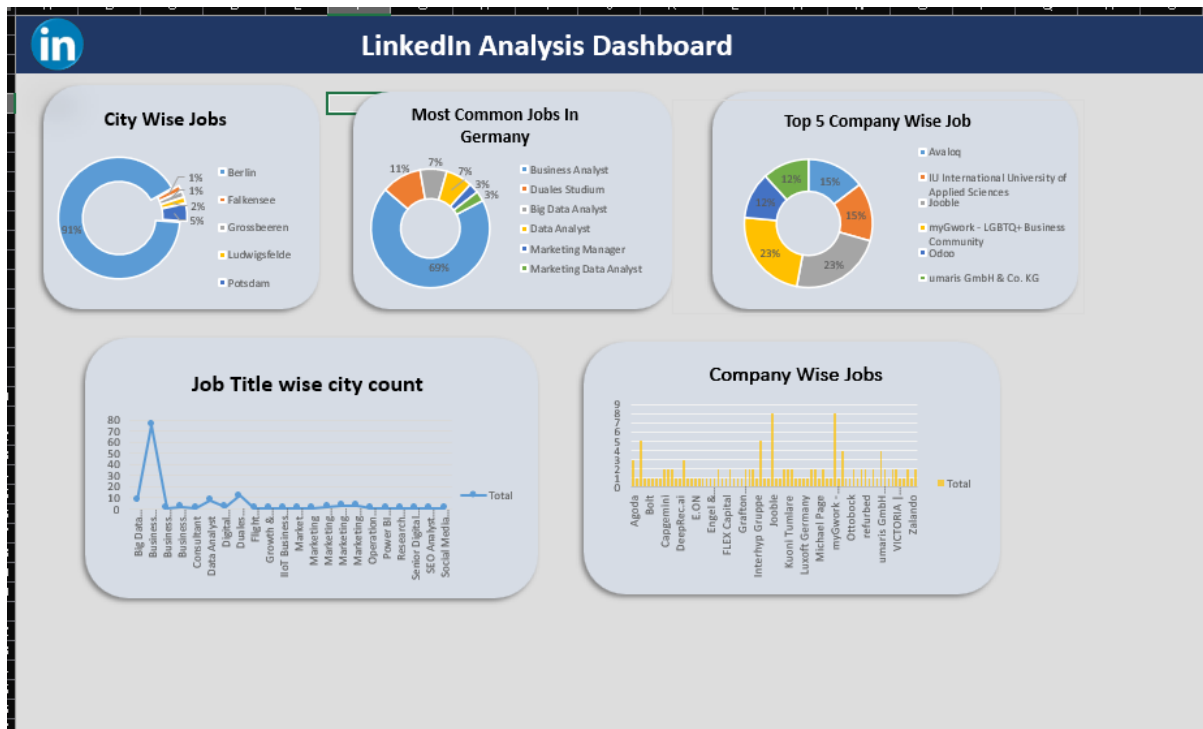 in
LinkedIn Analysis Dashboard
City Wise Jobs
1%
1%
2%
5%
91%
Berlin
Falkensee
Grossbeeren
Ludwigsfelde
Potsdam
Most Common Jobs In
Germany
11%
7%
7%
3%
3%
69%
Business Analyst
Duales Studium
Big Data Analyst
Data Analyst
Marketing Manager
Marketing Data Analyst
Top 5 Company Wise Job
12%
15%
12%
15%
23%
23%
Avaloq
IU International University of
Applied Sciences
Jooble
myGwork - LGBTQ+ Business
Community
Odoo
umaris GmbH & Co. KG
Job Title wise city count
80
70
60
50
40
30
20
10
0
Big Data...
Business...
Business...
Business...
Consultant
Data Analyst
Digital...
Duales...
Flight...
Growth &...
IIoT Business...
Market...
Marketing
Marketing...
Marketing...
Marketing...
Operation...
Power BI...
Research...
Senior Digital...
SEO Analyst...
Social Media...
Total
Company Wise Jobs
9
8
7
6
5
4
3
2
1
0
Agoda
Bolt
Capgemini
DeepRec.ai
E.ON
Engel &...
FLEX Capital
Grafton...
Interhyp Gruppe
Jooble
Kuoni Tumlare
Luxoft Germany
Michael Page
myGwork -...
Ottobock
refurbed
umaris GmbH...
VICTORIA |...
Zalando
Total